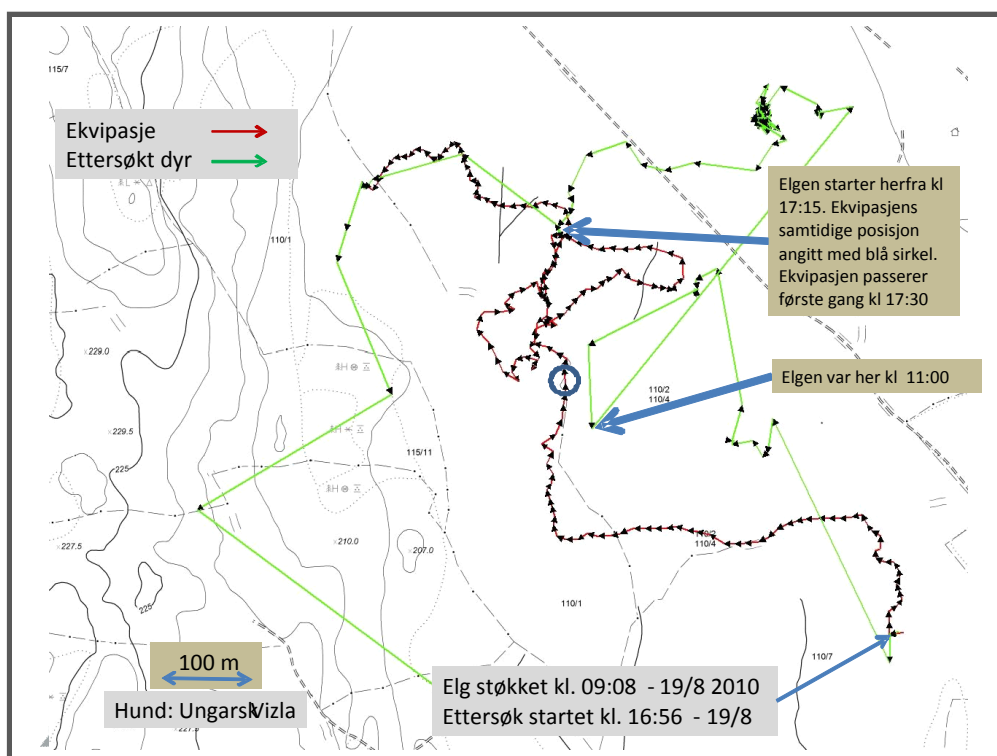 115/7
Ekvipasje
Ettersøkt dyr
110/1
Elgen starter herfra kl
17:15. Ekvipasjens
samtidige posisjon
angitt med blå sirkel.
Ekvipasjen passerer
første gang kl 17:30
229.0
Elgen var her kl 11:00
110/2
110/4
229.5
225
115/11
227.5
210.0
207.0
110/2
110/4
225
110/1
110/7
100 m
Elg støkket kl. 09:08 - 19/8 2010
Ettersøk startet kl. 16:56 - 19/8
Hund: Ungarsk Vizla